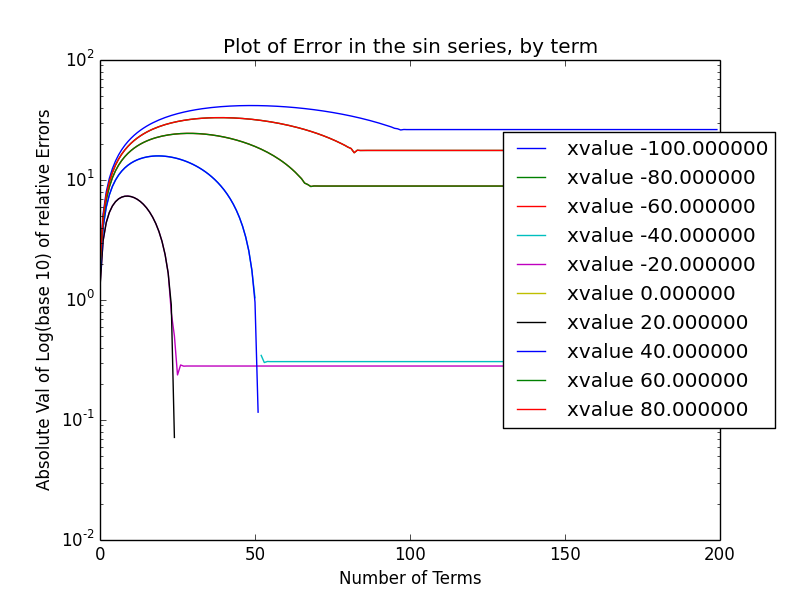 Plot of Error in the sin series, by term
Absolute Val of Log(base 10) of relative Errors
10^2
10^1
10^0
10^-1
10^-2
xvalue -100.000000
xvalue -80.000000
xvalue -60.000000
xvalue -40.000000
xvalue -20.000000
xvalue 0.000000
xvalue 20.000000
xvalue 40.000000
xvalue 60.000000
xvalue 80.000000
0 50 100 150 200
Number of Terms